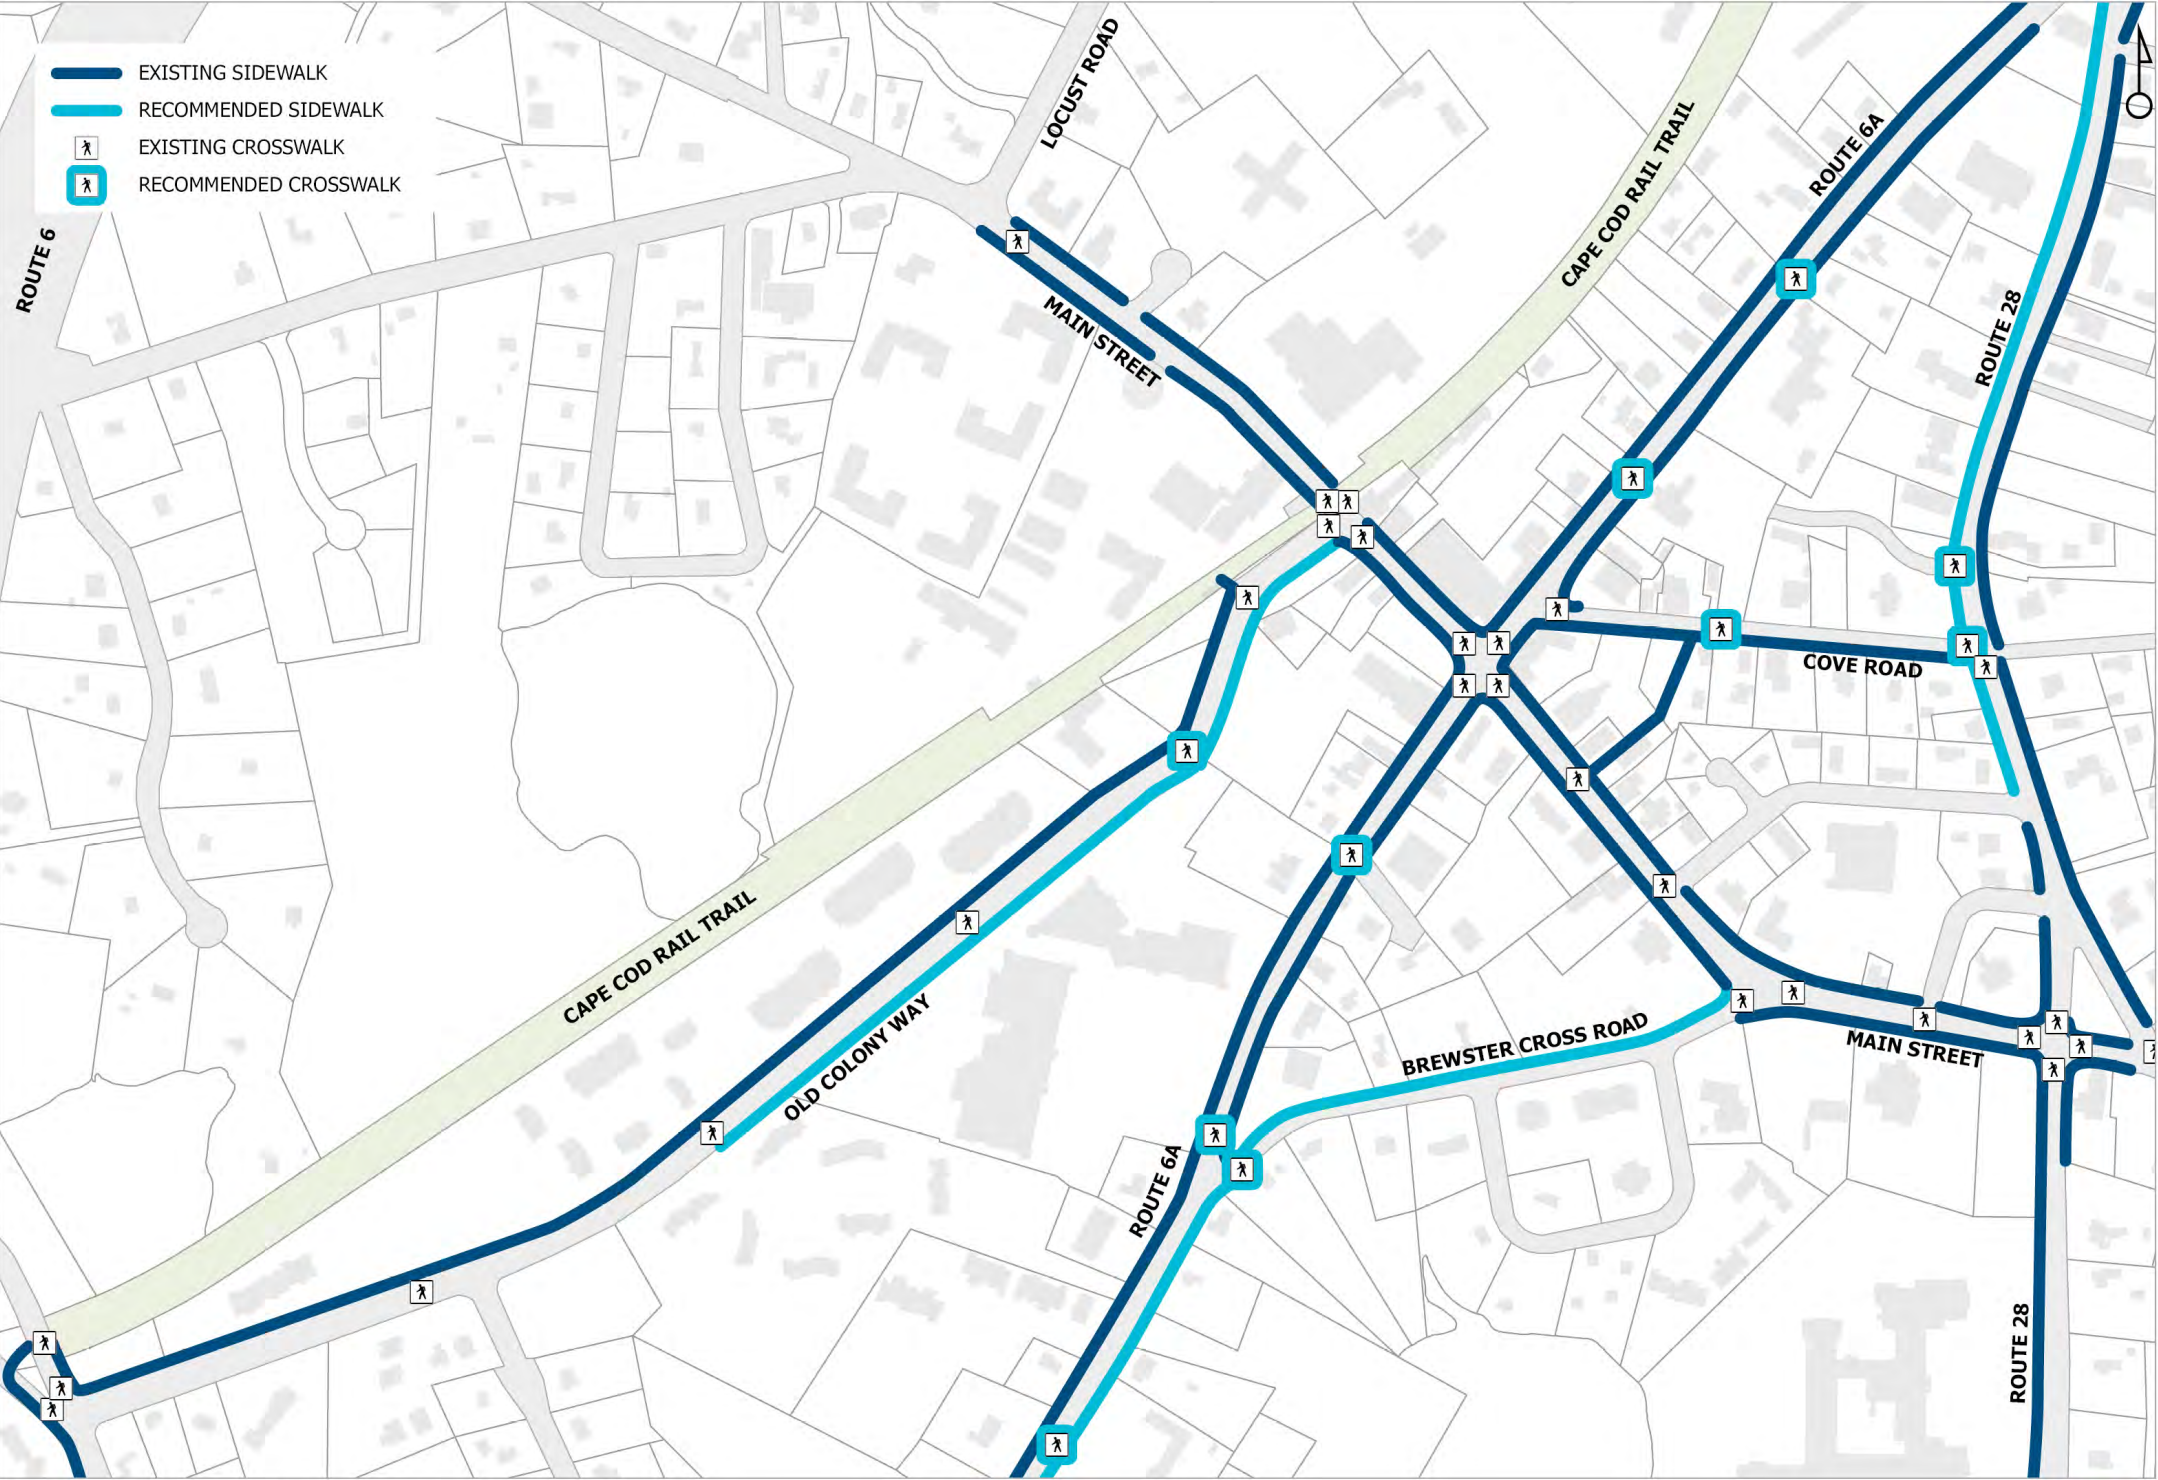 EXISTING SIDEWALK
RECOMMENDED SIDEWALK
EXISTING CROSSWALK
RECOMMENDED CROSSWALK
LOCUST ROAD
CAPE COD RAIL TRAIL
ROUTE 6A
ROUTE 6
ROUTE 28
MAIN STREET
COVE ROAD
CAPE COD RAIL TRAIL
OLD COLONY WAY
BREWSTER CROSS ROAD
MAIN STREET
ROUTE 6A
ROUTE 28